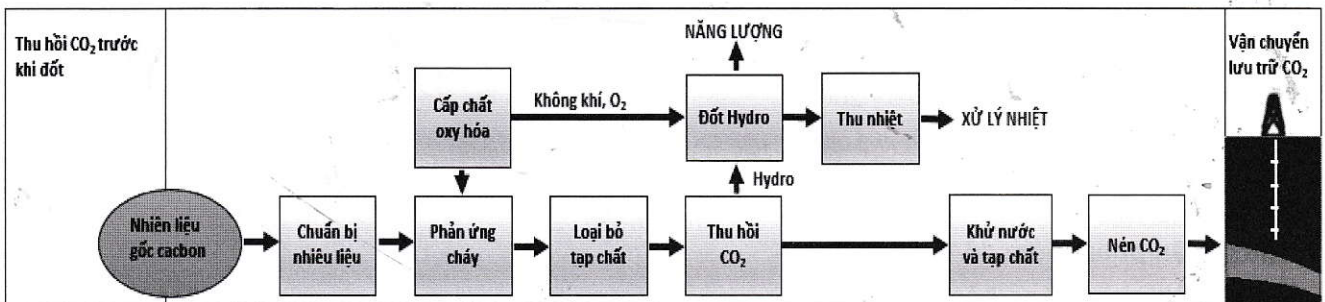 Thu hồi CO₂ trước
khi đốt
NĂNG LƯỢNG
Vận chuyển
lưu trữ CO₂
Cấp chất
oxy hóa
Không khí, O₂
Đốt Hydro
Thu nhiệt
XỬ LÝ NHIỆT
Hydro
Nhiên liệu
gốc cacbon
Chuẩn bị
nhiêu liệu
Phản ứng
cháy
Loại bỏ
tạp chất
Thu hồi
CO₂
Khử nước
và tạp chất
Nén CO₂